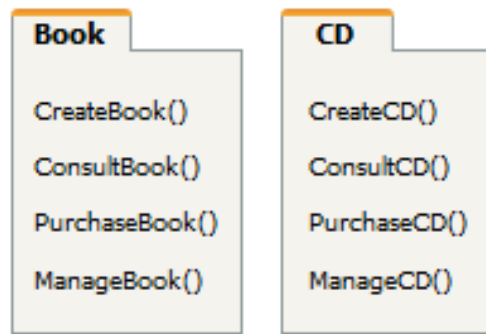 Book
CreateBook()
ConsultBook()
PurchaseBook()
ManageBook()
CD
CreateCD()
ConsultCD()
PurchaseCD()
ManageCD()